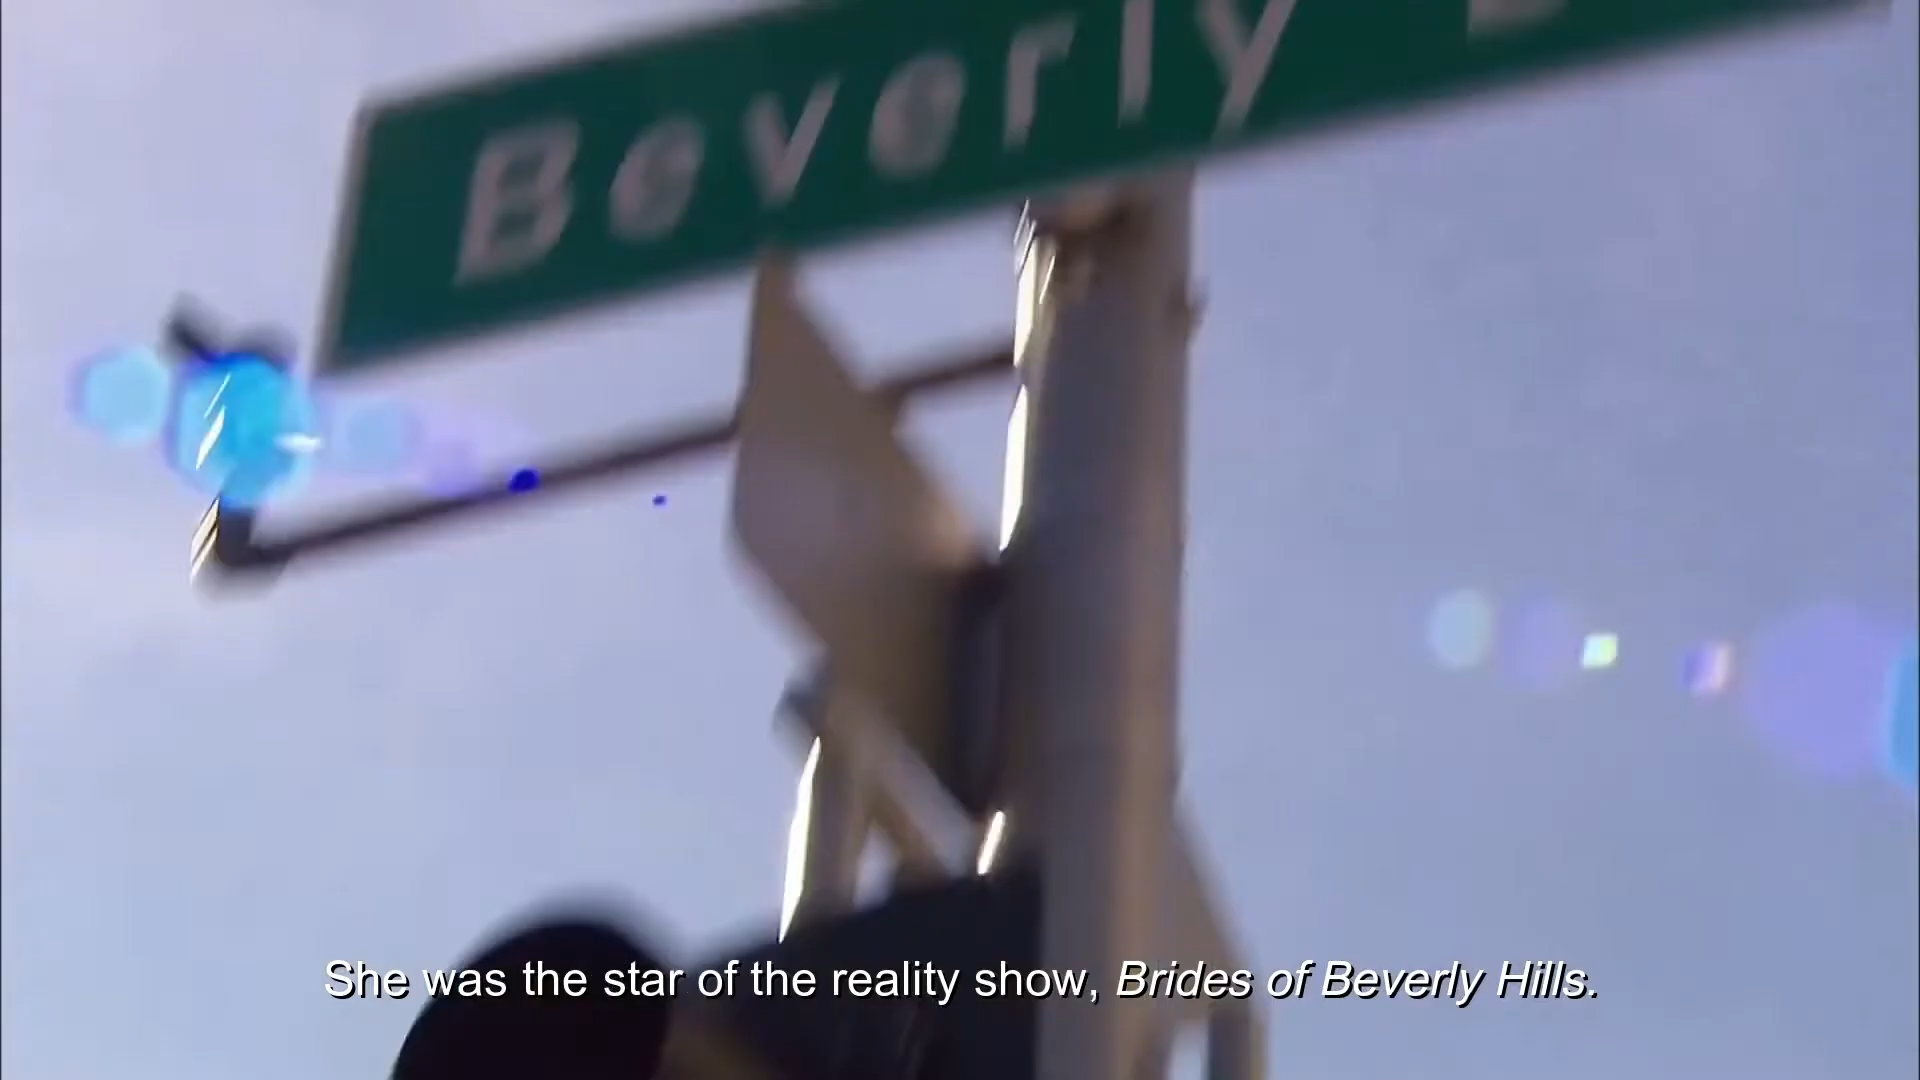 Beverly
She was the star of the reality show, Brides of Beverly Hills.